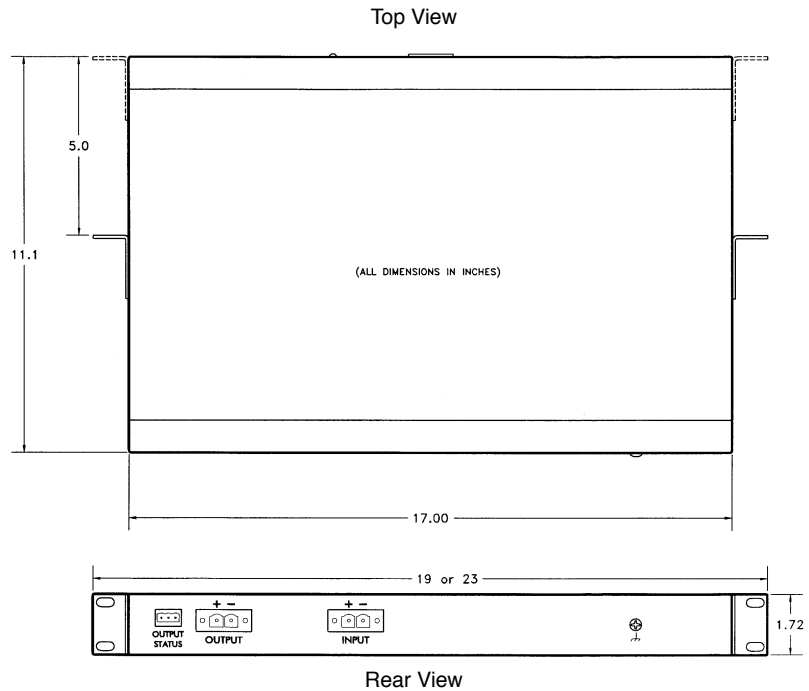 Top View
5.0
11.1
(ALL DIMENSIONS IN INCHES)
17.00
19 or 23
+ -
+ -
OUTPUT
STATUS
OUTPUT
INPUT
1.72
Rear View